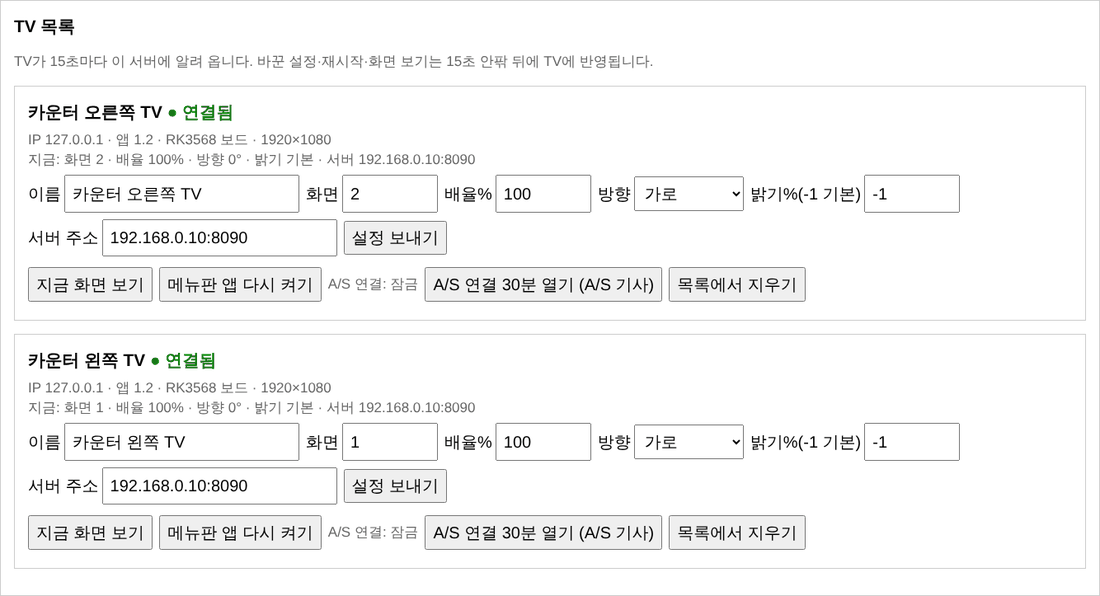 TV 목록
TV가 15초마다 이 서버에 알려 옵니다. 바꾼 설정·재시작·화면 보기는 15초 안팎 뒤에 TV에 반영됩니다.
카운터 오른쪽 TV ● 연결됨
IP 127.0.0.1 · 앱 1.2 · RK3568 보드 · 1920×1080
지금: 화면 2 · 배율 100% · 방향 0° · 밝기 기본 · 서버 192.168.0.10:8090
이름 카운터 오른쪽 TV 화면 2 배율% 100 방향 가로 밝기%(-1 기본) -1
서버 주소 192.168.0.10:8090 설정 보내기
지금 화면 보기 메뉴판 앱 다시 켜기 A/S 연결: 잠금 A/S 연결 30분 열기 (A/S 기사) 목록에서 지우기
카운터 왼쪽 TV ● 연결됨
IP 127.0.0.1 · 앱 1.2 · RK3568 보드 · 1920×1080
지금: 화면 1 · 배율 100% · 방향 0° · 밝기 기본 · 서버 192.168.0.10:8090
이름 카운터 왼쪽 TV 화면 1 배율% 100 방향 가로 밝기%(-1 기본) -1
서버 주소 192.168.0.10:8090 설정 보내기
지금 화면 보기 메뉴판 앱 다시 켜기 A/S 연결: 잠금 A/S 연결 30분 열기 (A/S 기사) 목록에서 지우기